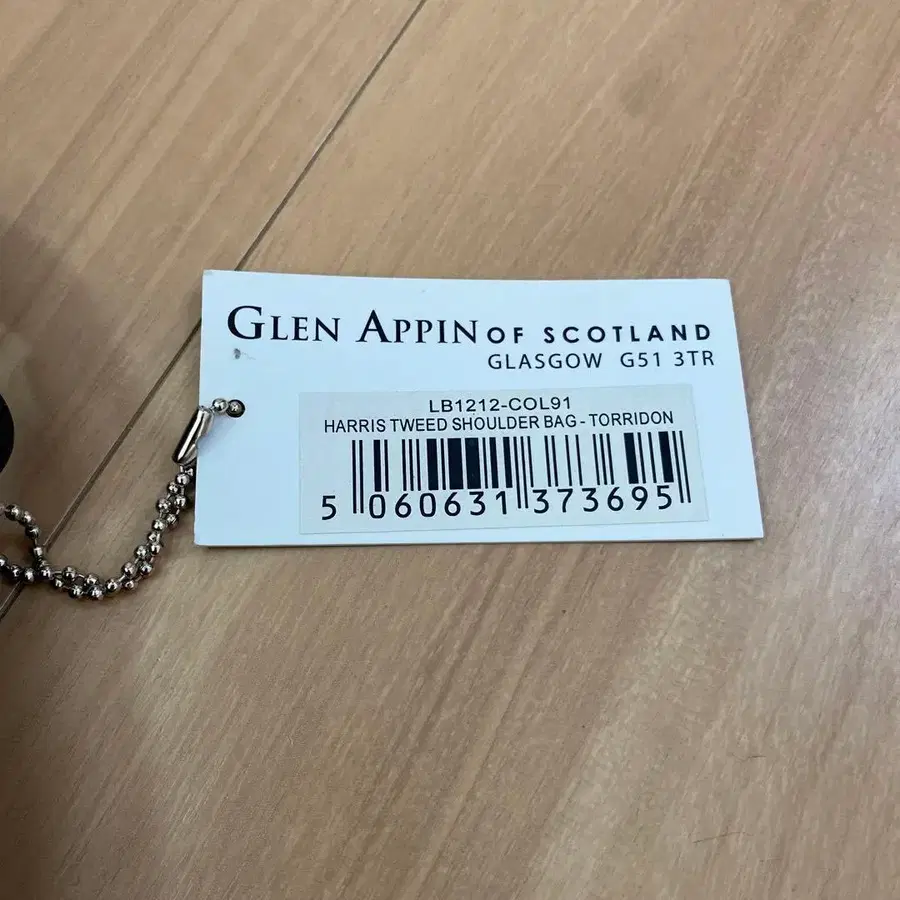 GLEN APPIN OF SCOTLAND
GLASGOW G51 3TR
LB1212-COL91
HARRIS TWEED SHOULDER BAG - TORRIDON
5 060631 373695